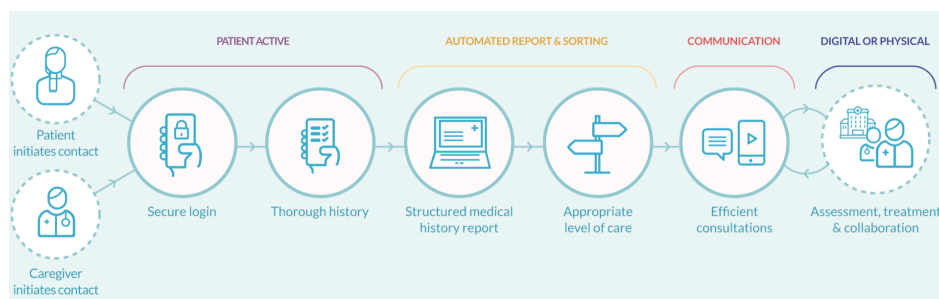 PATIENT ACTIVE
AUTOMATED REPORT & SORTING
COMMUNICATION
DIGITAL OR PHYSICAL
Patient
initiates contact
Caregiver
initiates contact
Secure login
Thorough history
Structured medical
history report
Appropriate
level of care
Efficient
consultations
Assessment, treatment
& collaboration